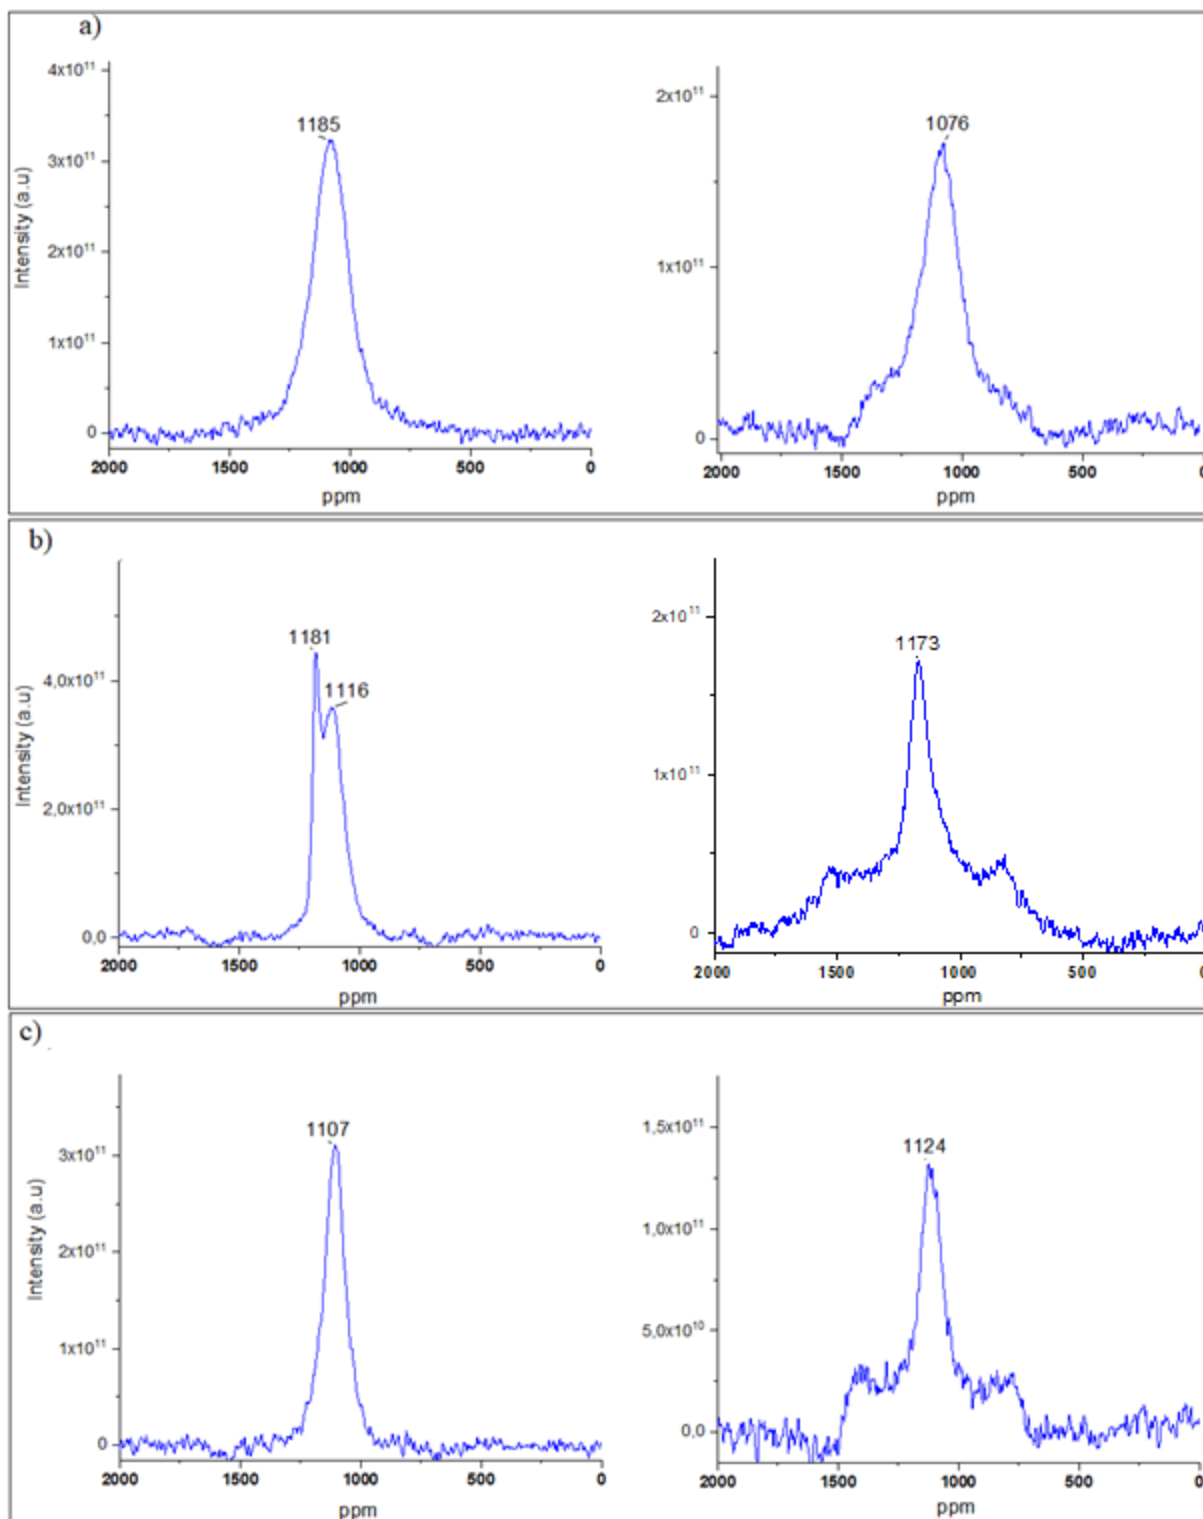 a)
4x10¹¹
3x10¹¹
2x10¹¹
1x10¹¹
0
Intensity (a.u)
1185
2000 1500 1000 500 0
ppm
2x10¹¹
1x10¹¹
0
1076
2000 1500 1000 500 0
ppm
b)
4,0x10¹¹
2,0x10¹¹
0,0
Intensity (a.u)
1181
1116
2000 1500 1000 500 0
ppm
2x10¹¹
1x10¹¹
0
1173
2000 1500 1000 500 0
ppm
c)
3x10¹¹
2x10¹¹
1x10¹¹
0
Intensity (a.u)
1107
2000 1500 1000 500 0
ppm
1,5x10¹¹
1,0x10¹¹
5,0x10¹⁰
0,0
1124
2000 1500 1000 500 0
ppm